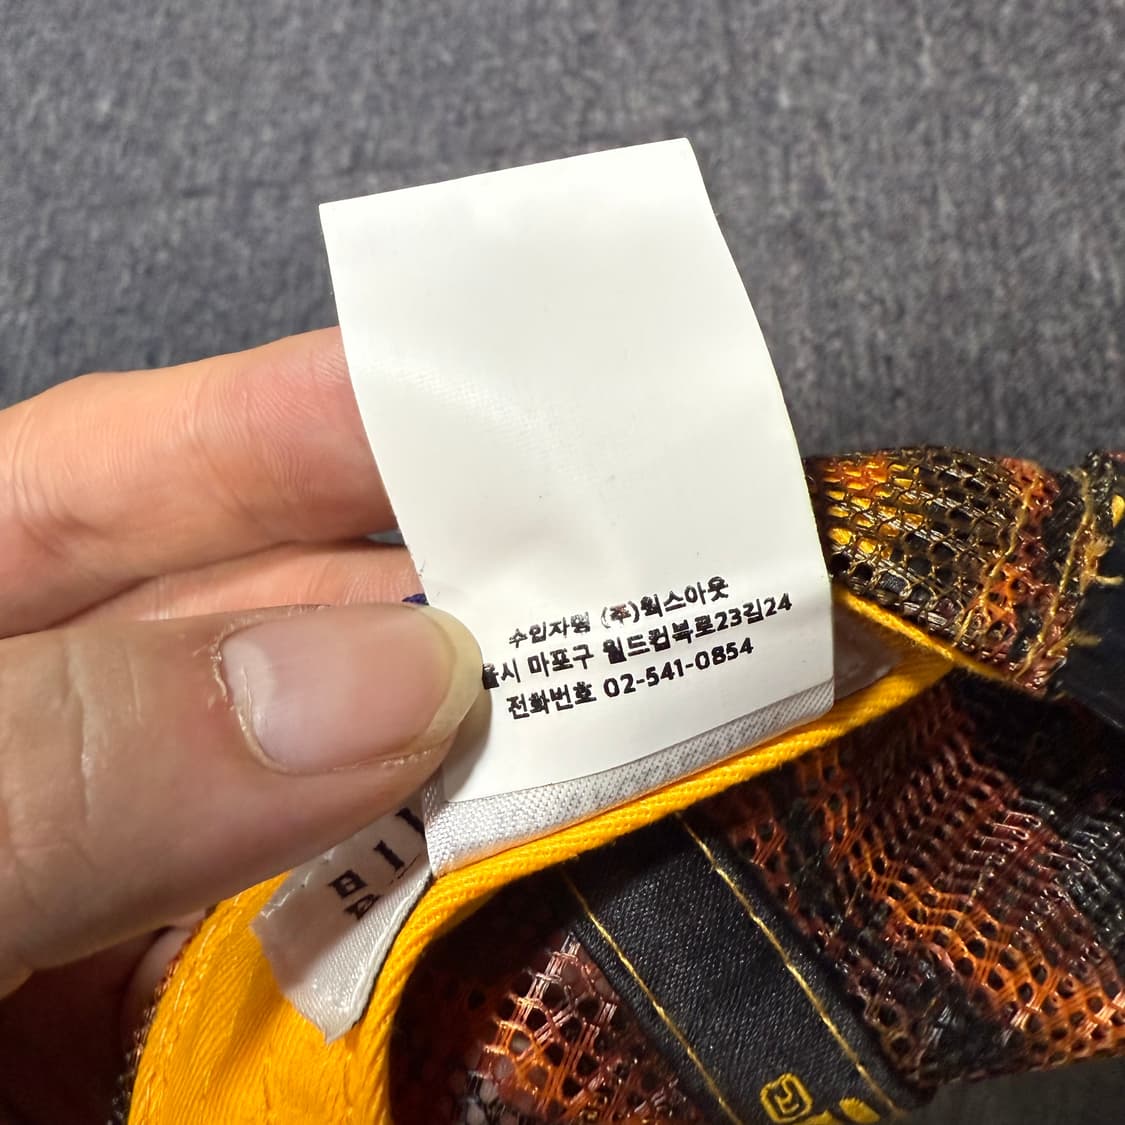 수입자명 (주)웍스아웃
울시 마포구 월드컵북로23길24
전화번호 02-541-0854